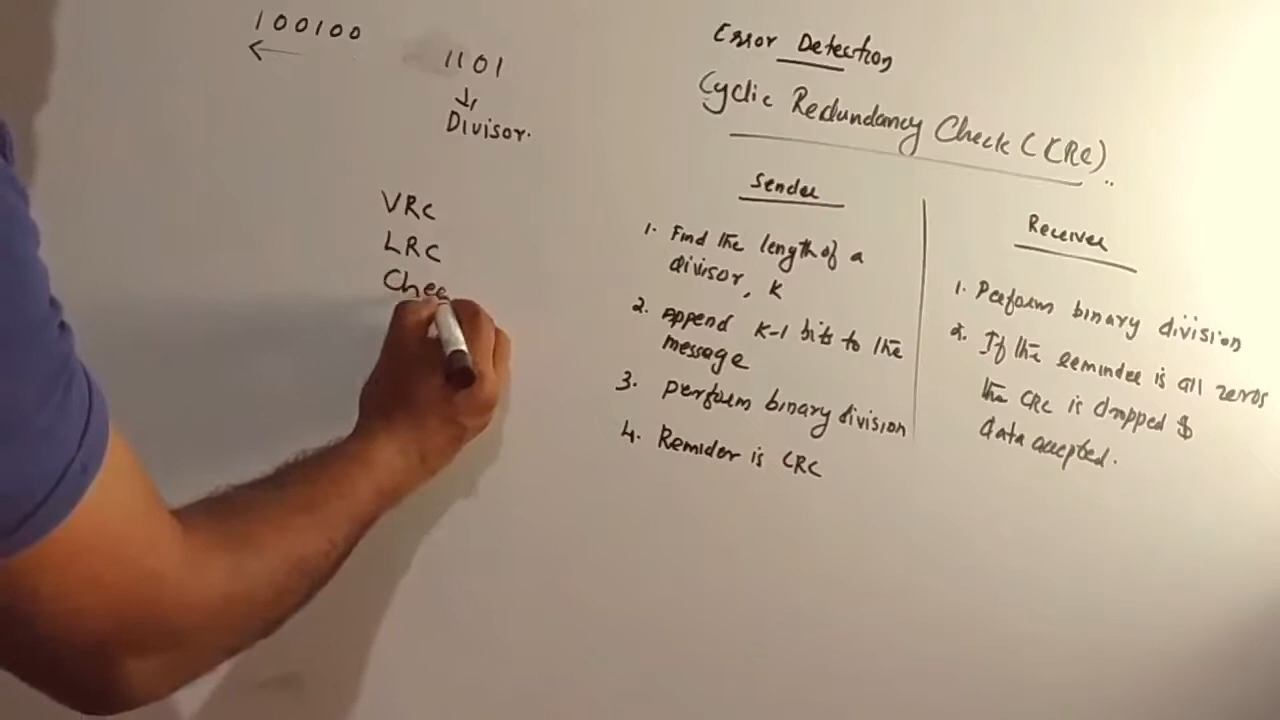 100100
1101
Divisor.
VRC
LRC
Chec
Error Detection
Cyclic Redundancy Check (CRC)..
Sender
1. Find the length of a
divisor, K
2. Append K-1 bits to the
message
3. perform binary division
4. Remider is CRC
Receiver
1. Perform binary division
2. If the reminder is all zeros
the CRC is dropped &
data accepted.